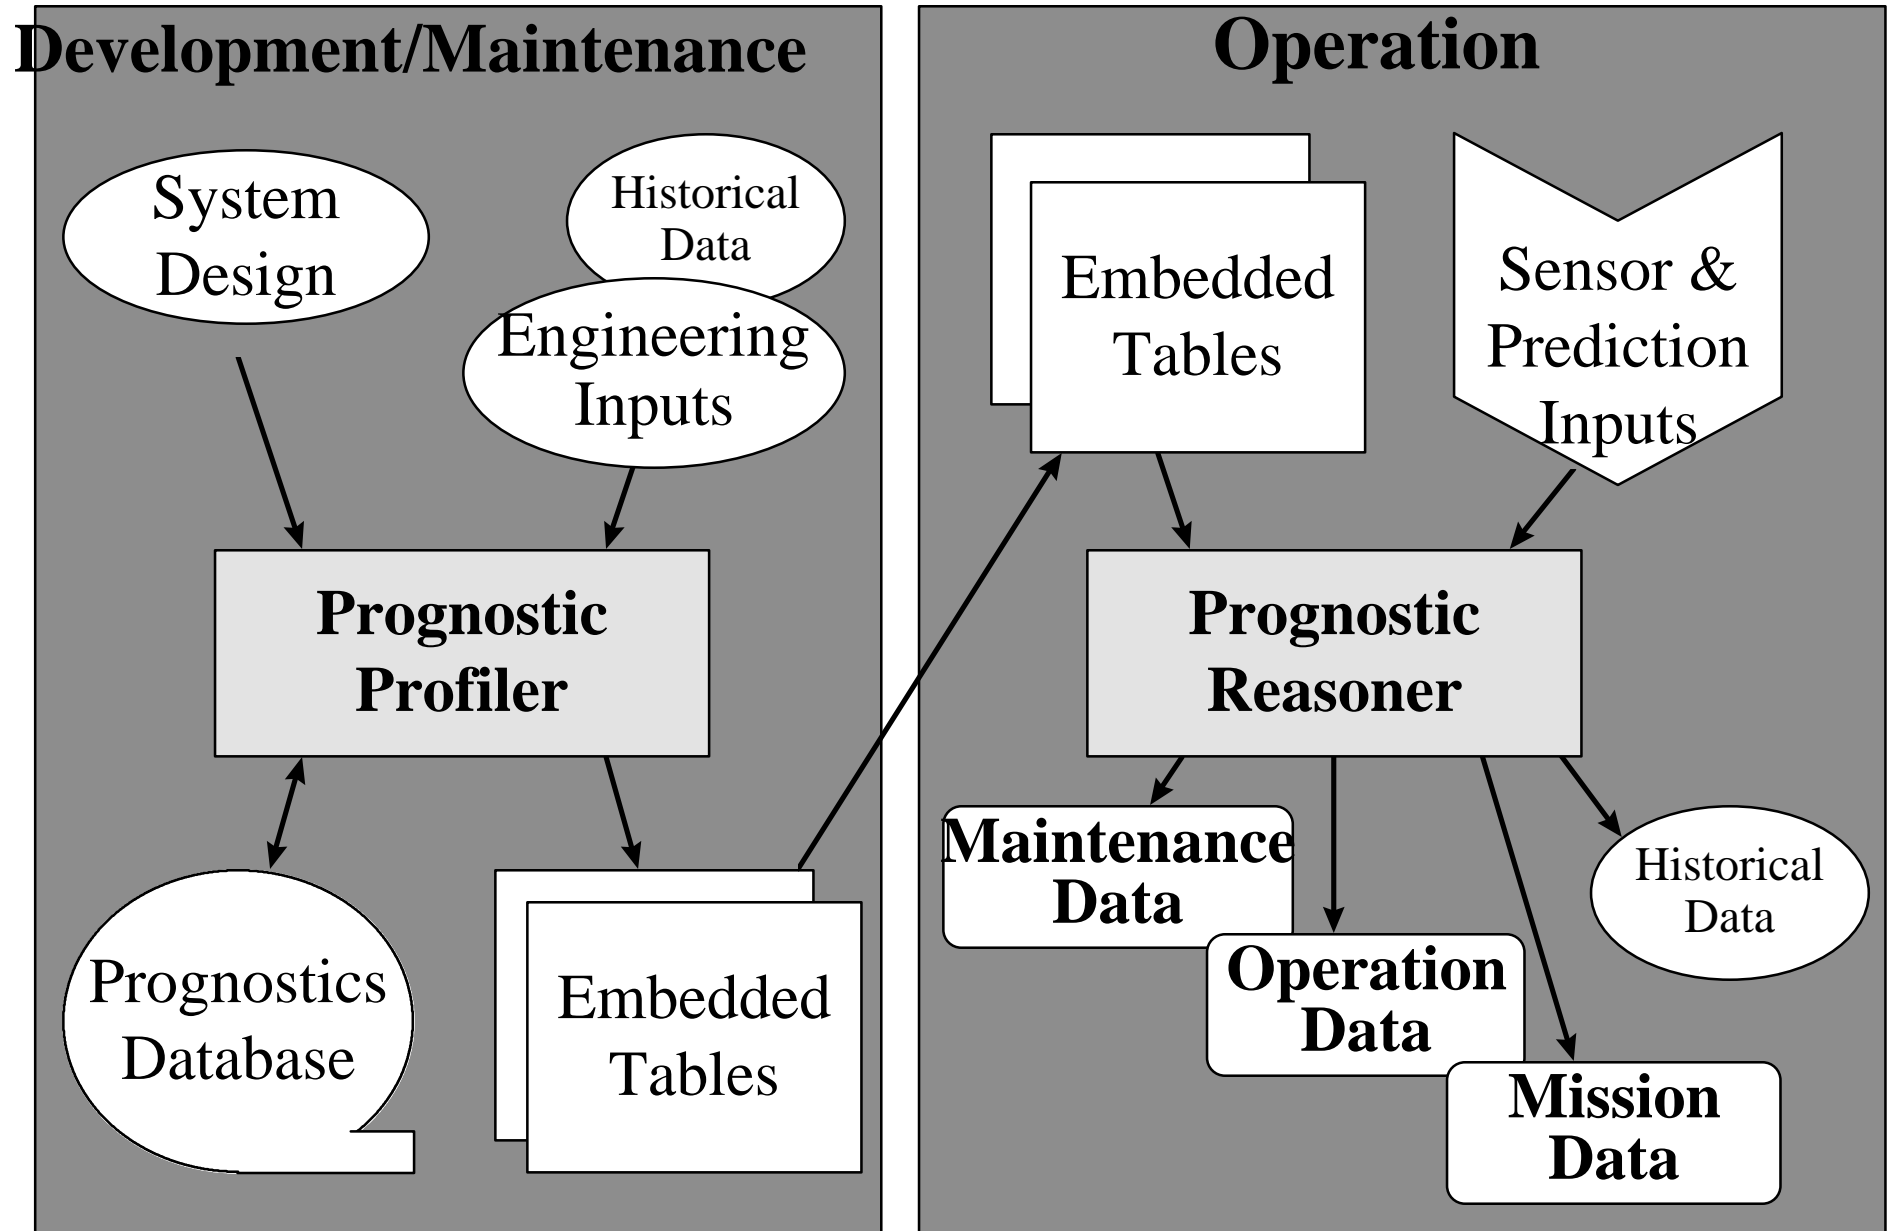 Development/Maintenance
System
Design
Historical
Data
Engineering
Inputs
Prognostic
Profiler
Prognostics
Database
Embedded
Tables
Operation
Embedded
Tables
Sensor &
Prediction
Inputs
Prognostic
Reasoner
Maintenance
Data
Operation
Data
Mission
Data
Historical
Data